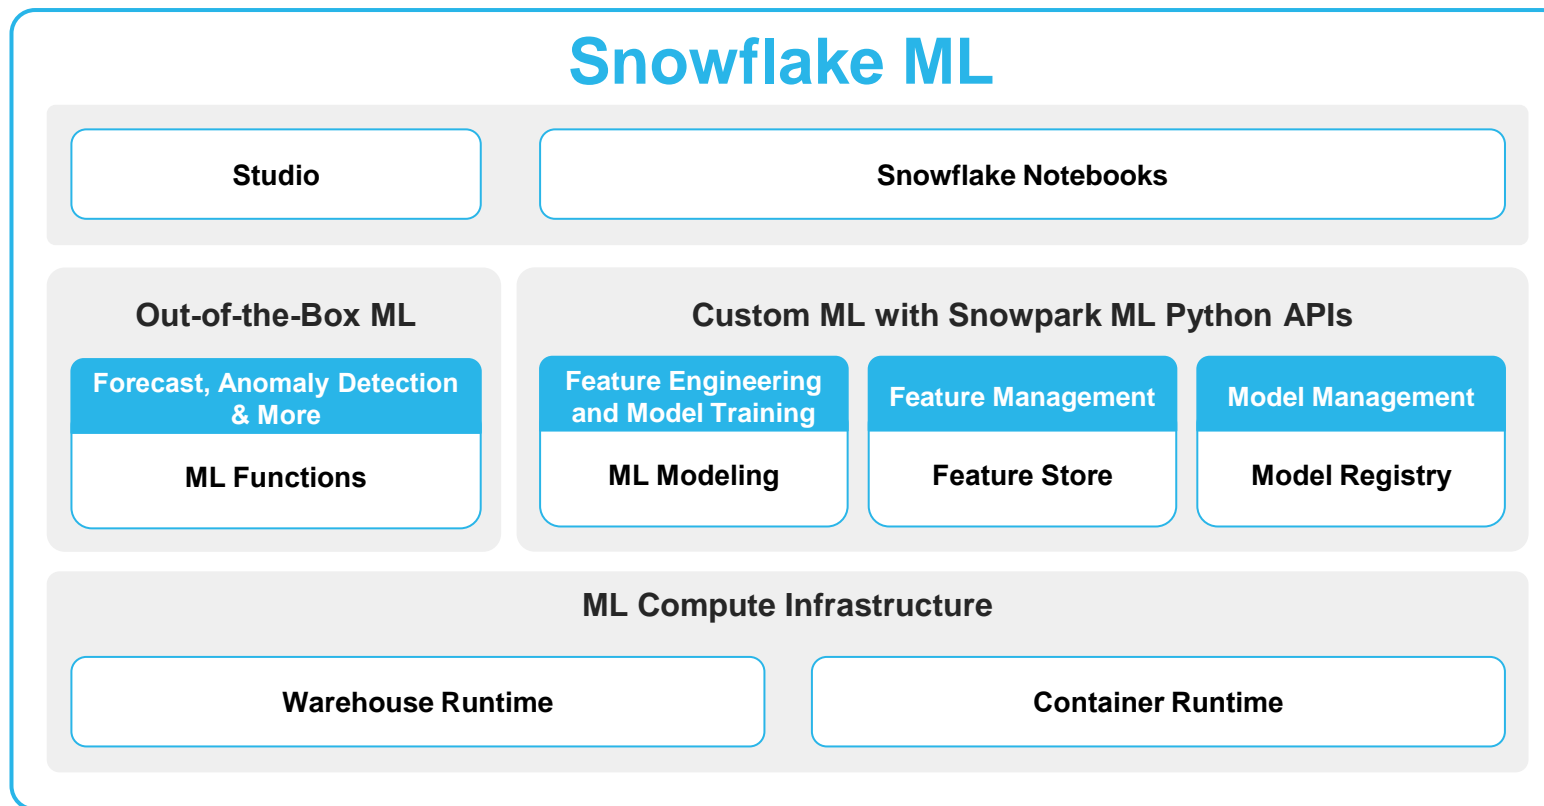 Snowflake ML
Studio
Snowflake Notebooks
Out-of-the-Box ML
Forecast, Anomaly Detection
& More
ML Functions
Custom ML with Snowpark ML Python APIs
Feature Engineering
and Model Training
ML Modeling
Feature Management
Feature Store
Model Management
Model Registry
ML Compute Infrastructure
Warehouse Runtime
Container Runtime